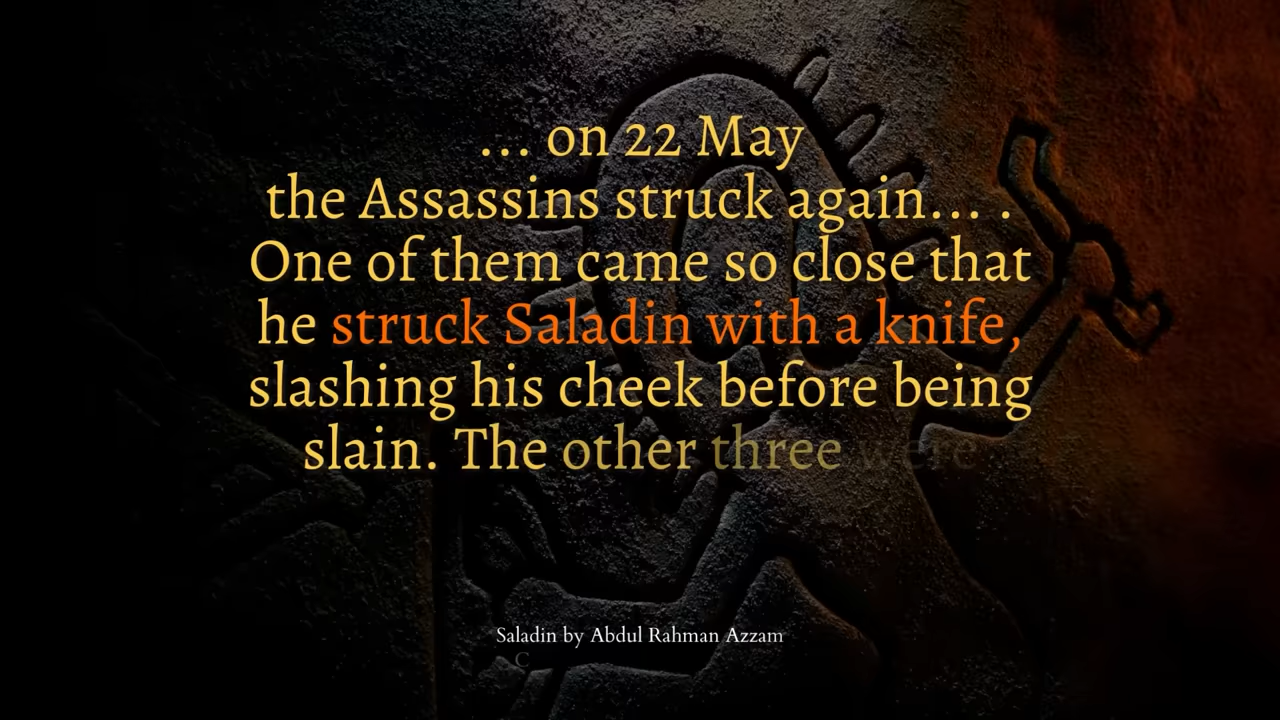 ... on 22 May
the Assassins struck again... .
One of them came so close that
he struck Saladin with a knife,
slashing his cheek before being
slain. The other three were
Saladin by Abdul Rahman Azzam
C